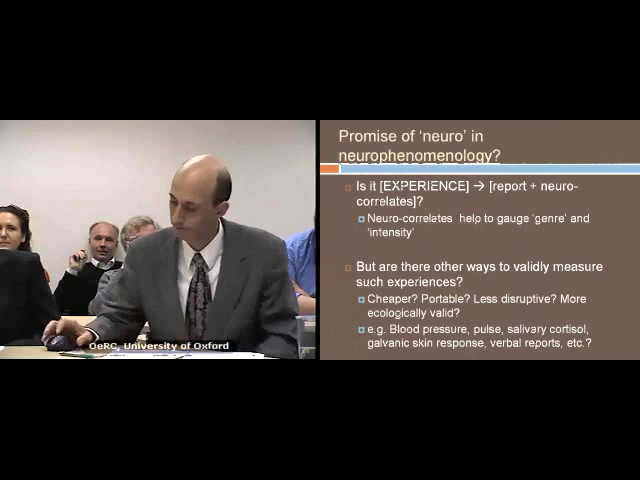 Promise of 'neuro' in
neurophenomenology?
Is it [EXPERIENCE] → [report + neuro-
correlates]?
Neuro-correlates help to gauge 'genre' and
'intensity'
But are there other ways to validly measure
such experiences?
Cheaper? Portable? Less disruptive? More
ecologically valid?
e.g. Blood pressure, pulse, salivary cortisol,
galvanic skin response, verbal reports, etc.?
OeRC, University of Oxford